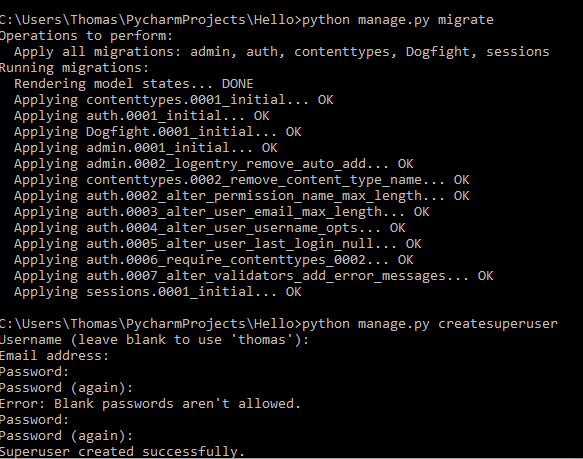 C:\Users\Thomas\PycharmProjects\Hello>python manage.py migrate
Operations to perform:
  Apply all migrations: admin, auth, contenttypes, Dogfight, sessions
Running migrations:
  Rendering model states... DONE
  Applying contenttypes.0001_initial... OK
  Applying auth.0001_initial... OK
  Applying Dogfight.0001_initial... OK
  Applying admin.0001_initial... OK
  Applying admin.0002_logentry_remove_auto_add... OK
  Applying contenttypes.0002_remove_content_type_name... OK
  Applying auth.0002_alter_permission_name_max_length... OK
  Applying auth.0003_alter_user_email_max_length... OK
  Applying auth.0004_alter_user_username_opts... OK
  Applying auth.0005_alter_user_last_login_null... OK
  Applying auth.0006_require_contenttypes_0002... OK
  Applying auth.0007_alter_validators_add_error_messages... OK
  Applying sessions.0001_initial... OK
C:\Users\Thomas\PycharmProjects\Hello>python manage.py createsuperuser
Username (leave blank to use 'thomas'):
Email address:
Password:
Password (again):
Error: Blank passwords aren't allowed.
Password:
Password (again):
Superuser created successfully.